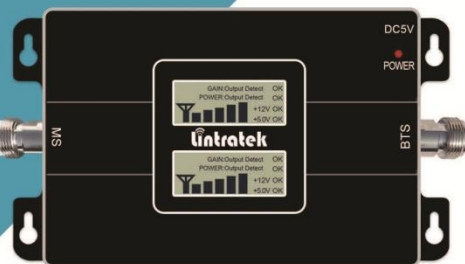 DC5V
POWER
GAIN:Output Detect OK
POWER:Output Detect OK
+12V OK
+5.0V OK
Lintratek
MS
BTS
GAIN:Output Detect OK
POWER:Output Detect OK
+12V OK
+5.0V OK